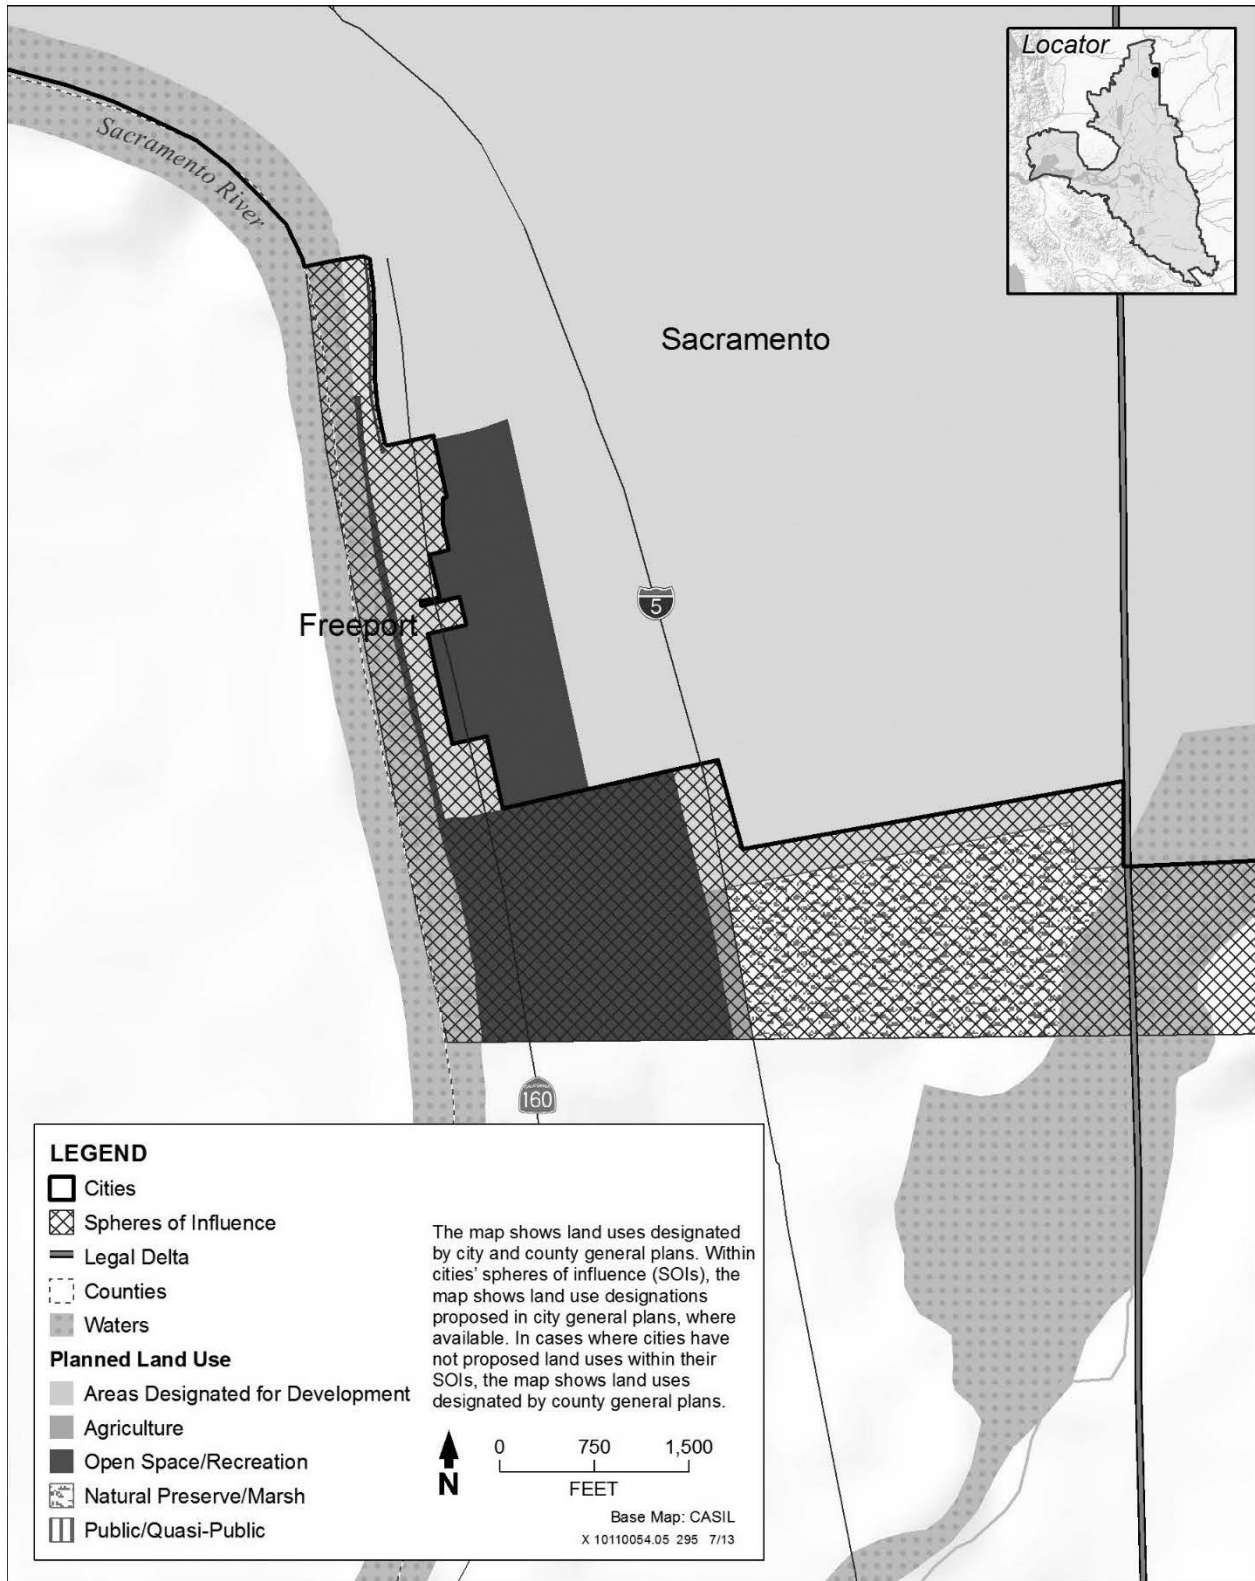 Locator
Sacramento River
Sacramento
5
Freeport
CALIFORNIA
160
LEGEND
Cities
Spheres of Influence
Legal Delta
Counties
Waters
Planned Land Use
Areas Designated for Development
Agriculture
Open Space/Recreation
Natural Preserve/Marsh
Public/Quasi-Public
The map shows land uses designated
by city and county general plans. Within
cities' spheres of influence (SOIs), the
map shows land use designations
proposed in city general plans, where
available. In cases where cities have
not proposed land uses within their
SOIs, the map shows land uses
designated by county general plans.
N
0 750 1,500
FEET
Base Map: CASIL
X 10110054.05 295 7/13